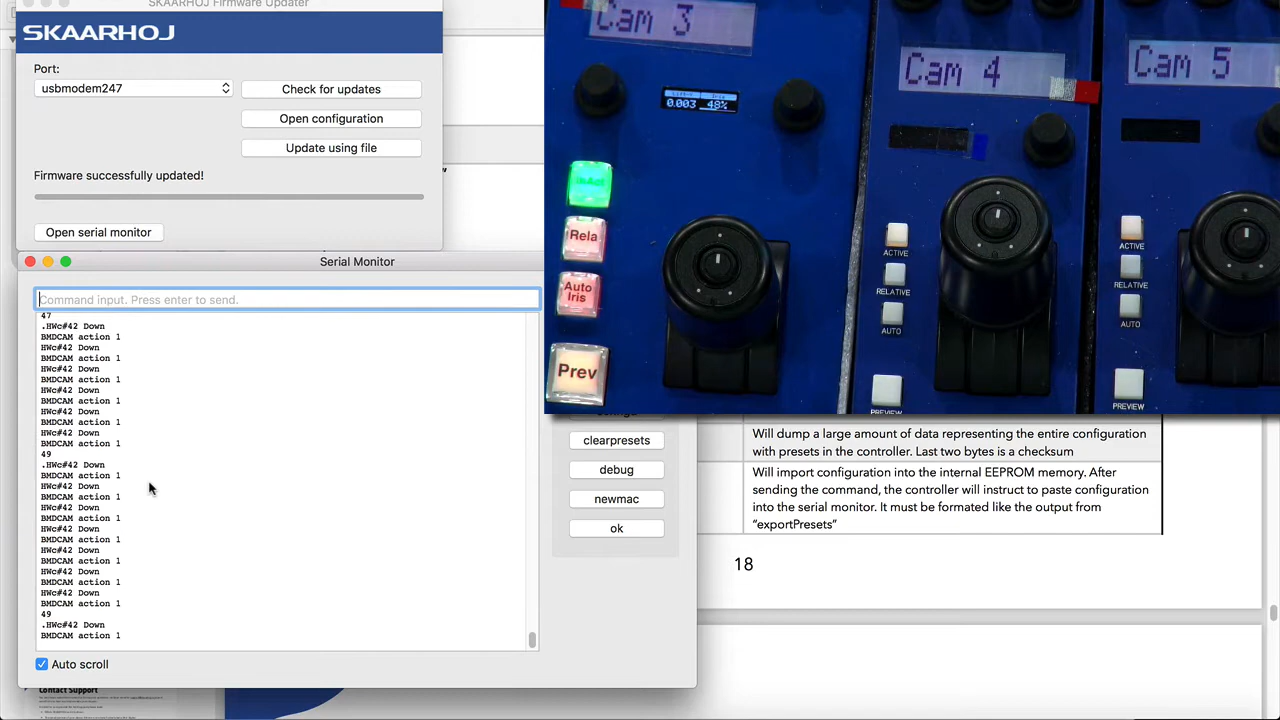 SKAARHOJ Firmware Updater
SKAARHOJ
Port:
usbmodem247
Check for updates
Open configuration
Update using file
Firmware successfully updated!
Open serial monitor
Serial Monitor
Command input. Press enter to send.
47
.HWc#42 Down
BMDCAM action 1
HWc#42 Down
BMDCAM action 1
HWc#42 Down
BMDCAM action 1
HWc#42 Down
BMDCAM action 1
HWc#42 Down
BMDCAM action 1
HWc#42 Down
BMDCAM action 1
49
.HWc#42 Down
BMDCAM action 1
HWc#42 Down
BMDCAM action 1
HWc#42 Down
BMDCAM action 1
HWc#42 Down
BMDCAM action 1
HWc#42 Down
BMDCAM action 1
HWc#42 Down
BMDCAM action 1
HWc#42 Down
BMDCAM action 1
49
.HWc#42 Down
BMDCAM action 1
Auto scroll
clearpresets
debug
newmac
ok
Cam 3
Cam 4
Cam 5
0.003 48%
Rela
Auto
Iris
Prev
ACTIVE
RELATIVE
AUTO
PREVIEW
ACTIVE
RELATIVE
AUTO
PREVIEW
Will dump a large amount of data representing the entire configuration
with presets in the controller. Last two bytes is a checksum
Will import configuration into the internal EEPROM memory. After
sending the command, the controller will instruct to paste configuration
into the serial monitor. It must be formated like the output from
“exportPresets”
18
Contact Support